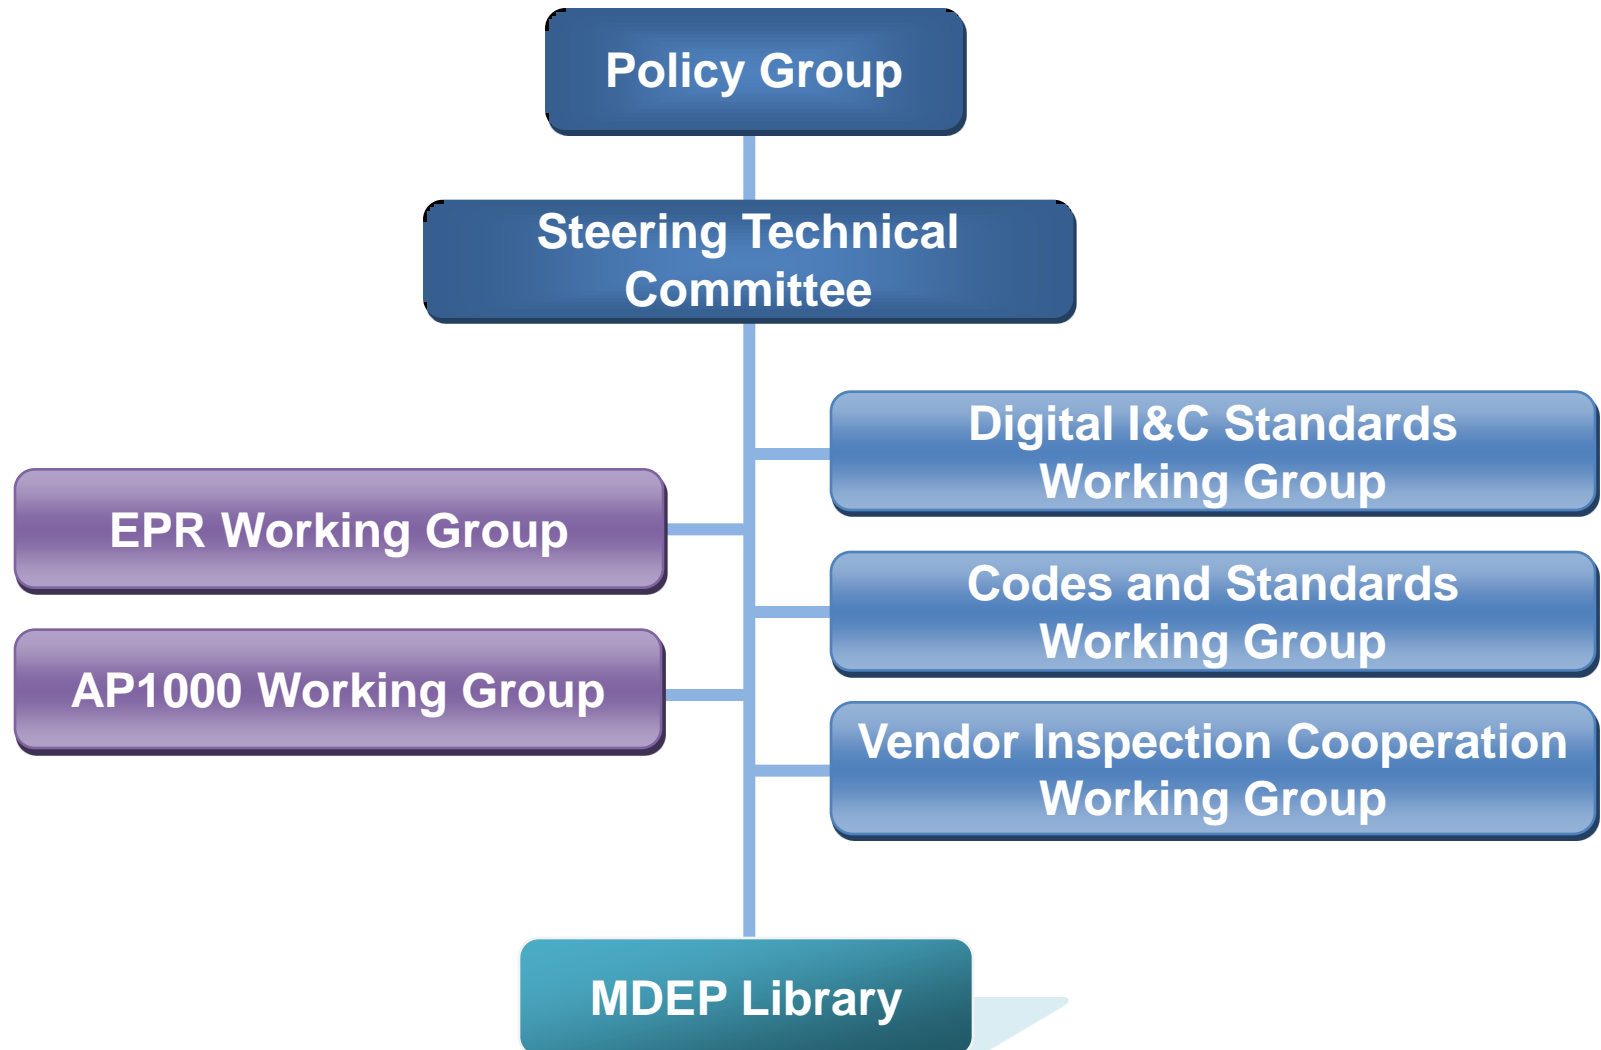 Policy Group
Steering Technical
Committee
Digital I&C Standards
Working Group
EPR Working Group
Codes and Standards
Working Group
AP1000 Working Group
Vendor Inspection Cooperation
Working Group
MDEP Library